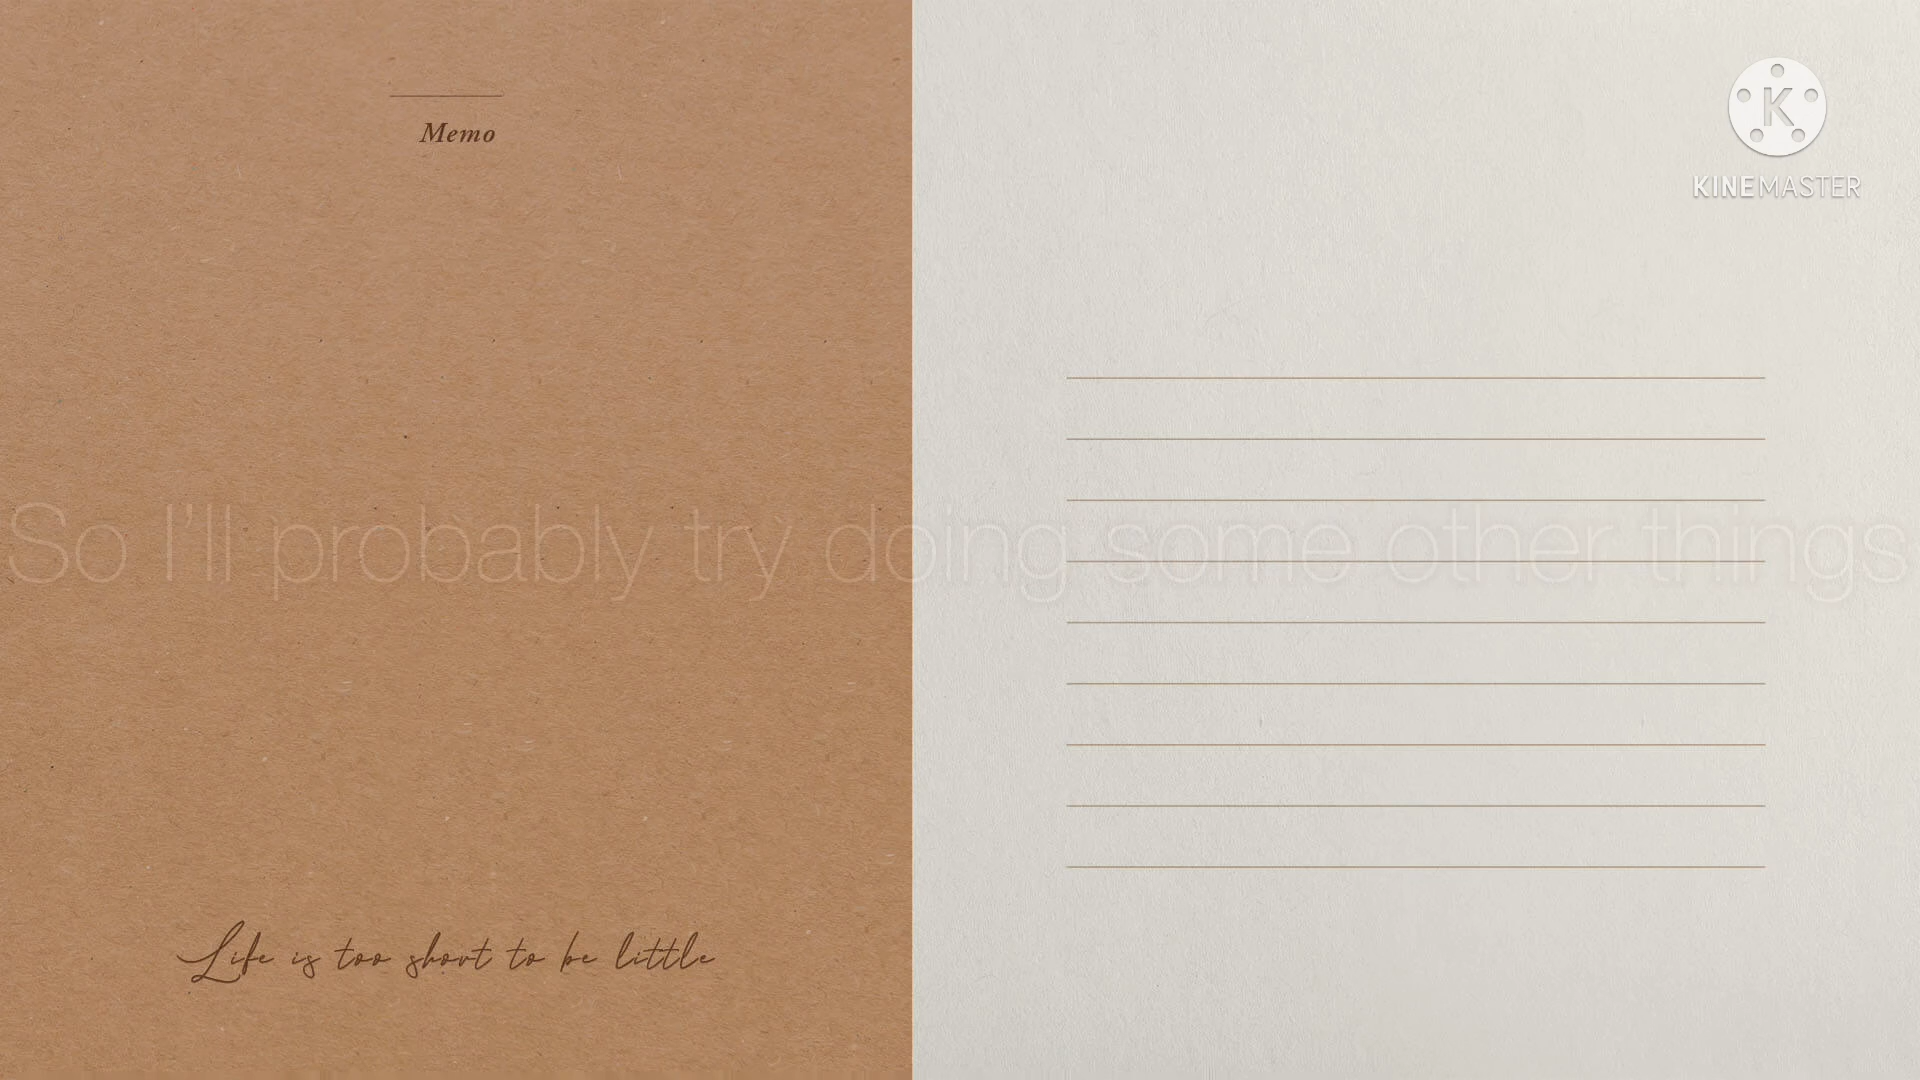 Memo
K
KINEMASTER
So I'll probably try doing some other things
Life is too short to be little